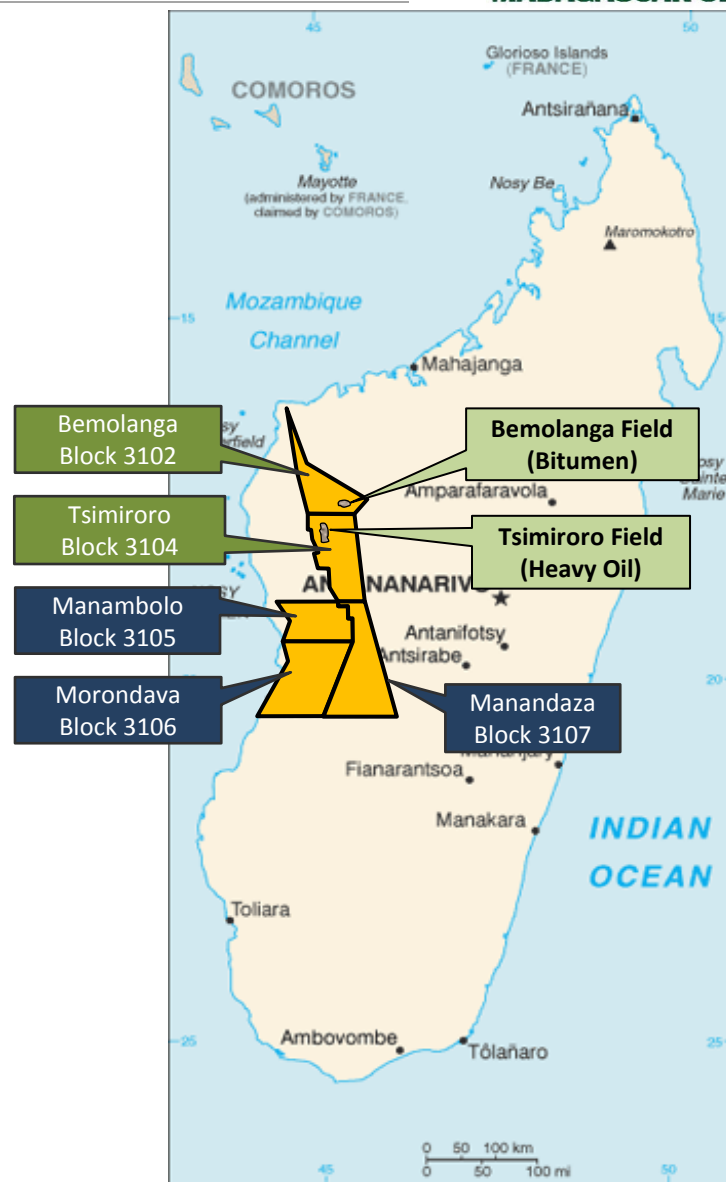 45
50
Glorioso Islands
(FRANCE)
COMOROS
Antsirañana
Mayotte
(administered by FRANCE,
claimed by COMOROS)
Nosy Be
Maromokotro
15
15
Mozambique
Channel
Mahajanga
Bemolanga
Block 3102
Bemolanga Field
(Bitumen)
Amparafaravola
Marie
Tsimiroro
Block 3104
Tsimiroro Field
(Heavy Oil)
Manambolo
Block 3105
Antanifotsy
Antsirabe
Morondava
Block 3106
20
Manandaza
Block 3107
Fianarantsoa
Manakara
INDIAN
OCEAN
Toliara
25
25
Ambovombe
Tôlañaro
0 50 100 km
0 50 100 mi
45
50